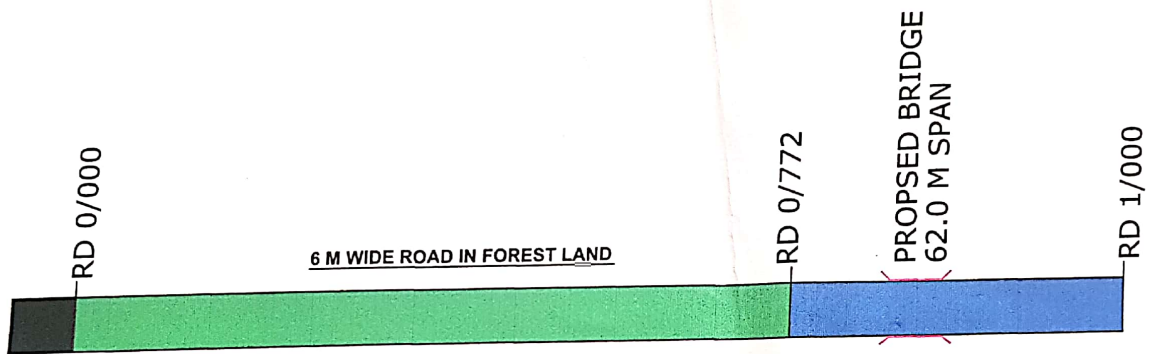 RD 0/000
6 M WIDE ROAD IN FOREST LAND
RD 0/772
PROPSED BRIDGE
62.0 M SPAN
RD 1/000